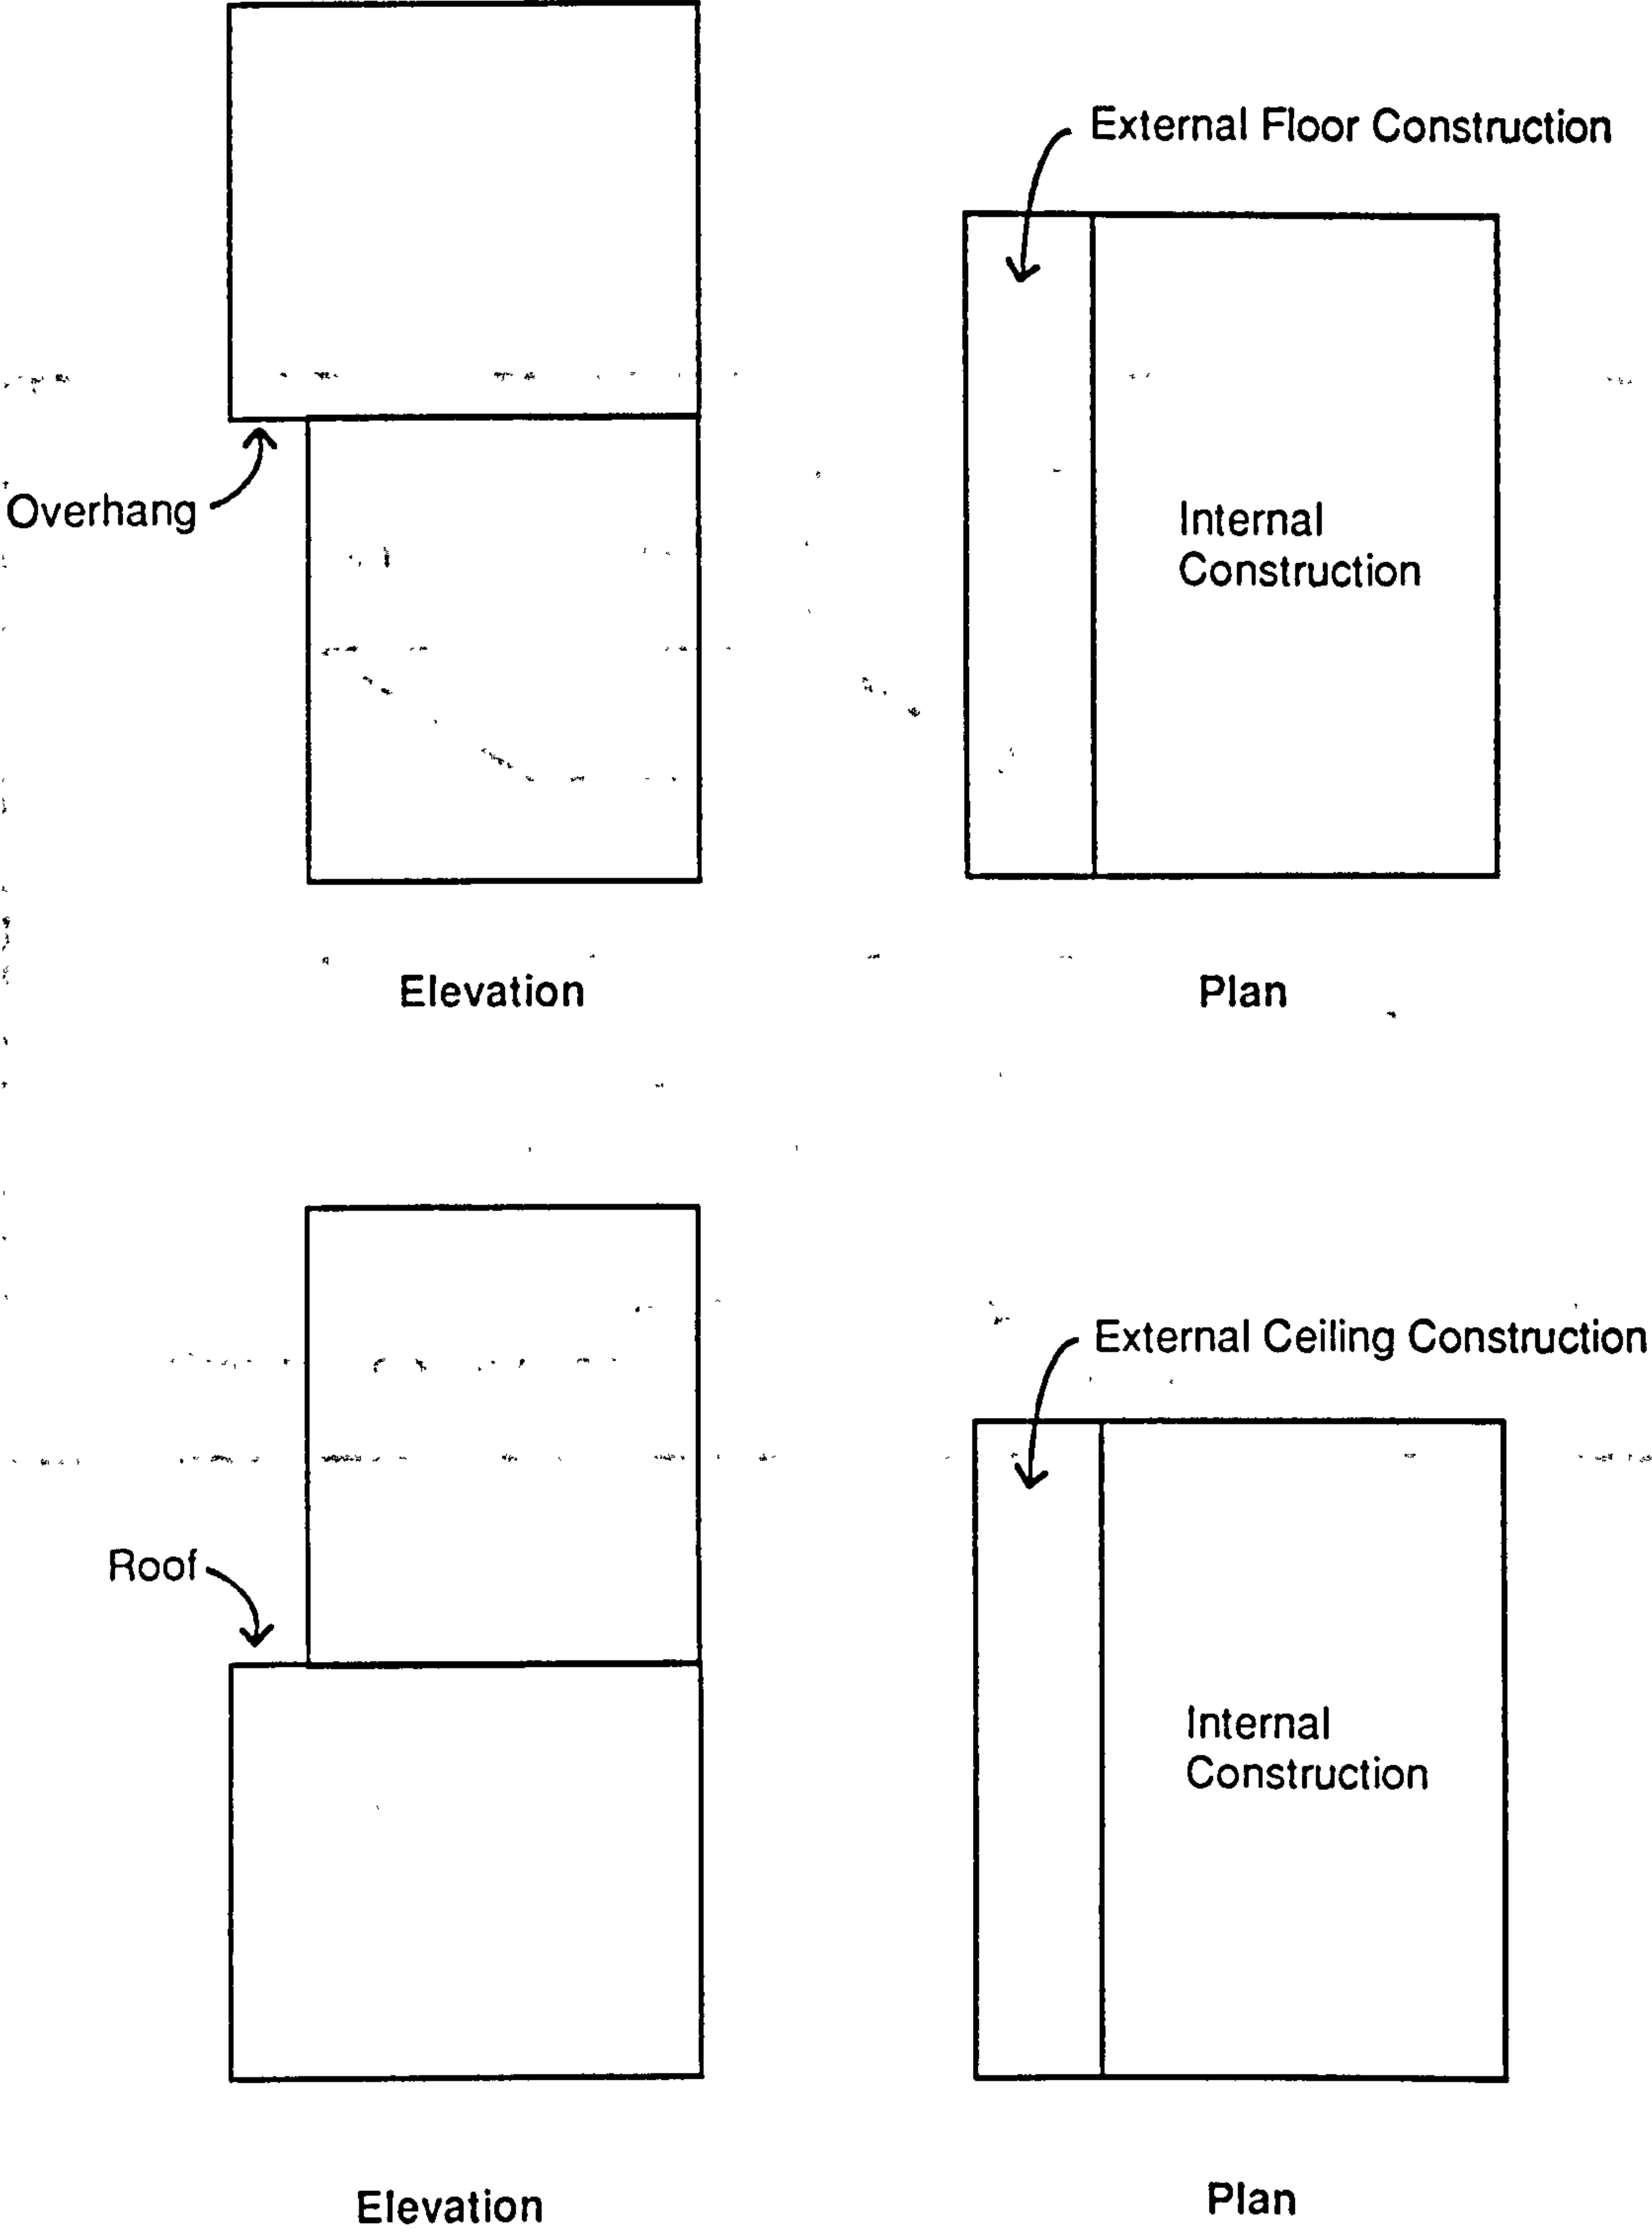 External Floor Construction
Overhang
Internal
Construction
Elevation
Plan
External Ceiling Construction
Roof
Internal
Construction
Elevation
Plan